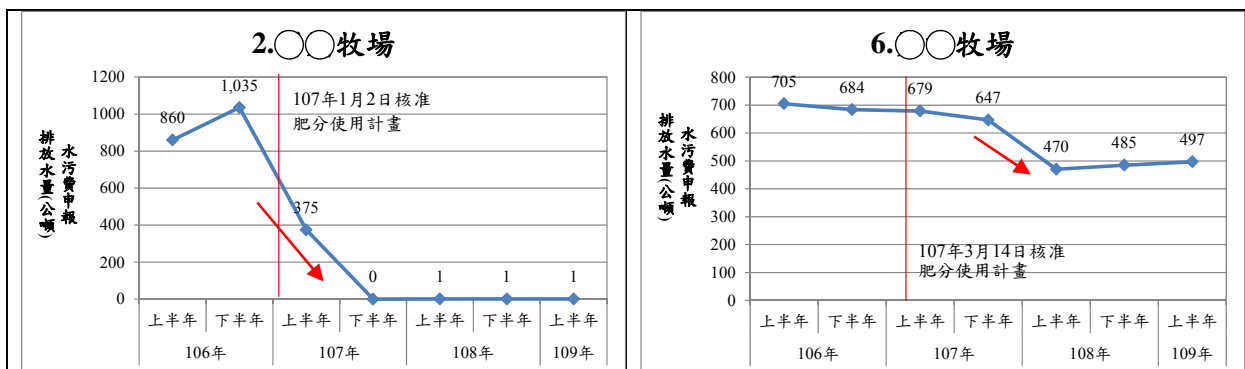 2.◯◯牧場
水污費申報
排放水量(公噸)
1200
1000
800
600
400
200
0
860
1,035
375
0
1
1
1
107年1月2日核准
肥分使用計畫
上半年 下半年 上半年 下半年 上半年 下半年 上半年
106年 107年 108年 109年
6.◯◯牧場
水污費申報
排放水量(公噸)
800
700
600
500
400
300
200
100
0
705
684
679
647
470
485
497
107年3月14日核准
肥分使用計畫
上半年 下半年 上半年 下半年 上半年 下半年 上半年
106年 107年 108年 109年